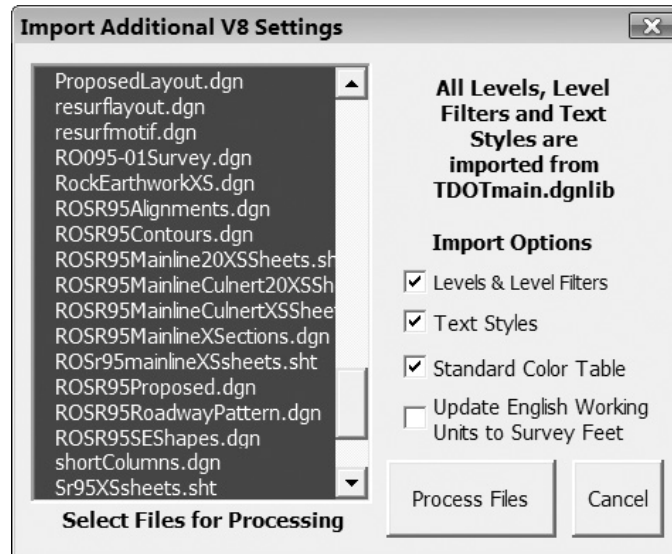 Import Additional V8 Settings
ProposedLayout.dgn
resurflayout.dgn
resurfmotif.dgn
RO095-01Survey.dgn
RockEarthworkXS.dgn
ROSR95Alignments.dgn
ROSR95Contours.dgn
ROSR95Mainline20XSSheets.sh
ROSR95MainlineCulnert20XSSh
ROSR95MainlineCulnertXSSheet
ROSR95MainlineXSections.dgn
ROSr95mainlineXSsheets.sht
ROSR95Proposed.dgn
ROSR95RoadwayPattern.dgn
ROSR95SEShapes.dgn
shortColumns.dgn
Sr95XSsheets.sht
Select Files for Processing
All Levels, Level
Filters and Text
Styles are
imported from
TDOTmain.dgnlib
Import Options
Levels & Level Filters
Text Styles
Standard Color Table
Update English Working
Units to Survey Feet
Process Files
Cancel